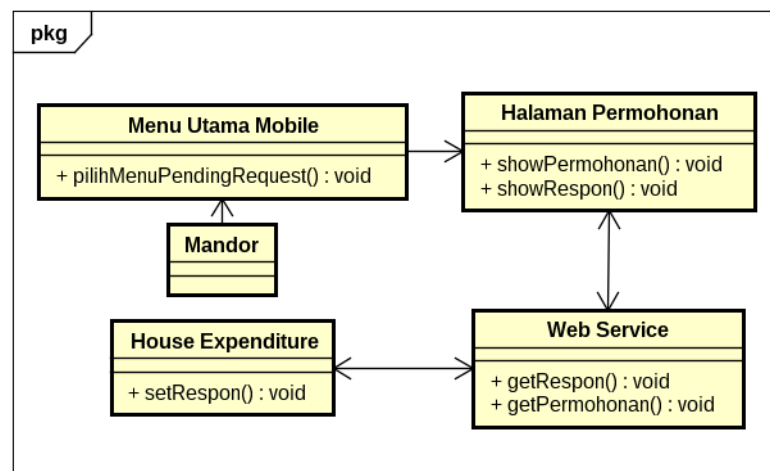 pkg
Menu Utama Mobile
+ pilihMenuPendingRequest() : void
Halaman Permohonan
+ showPermohonan() : void
+ showRespon() : void
Mandor
House Expenditure
+ setRespon() : void
Web Service
+ getRespon() : void
+ getPermohonan() : void